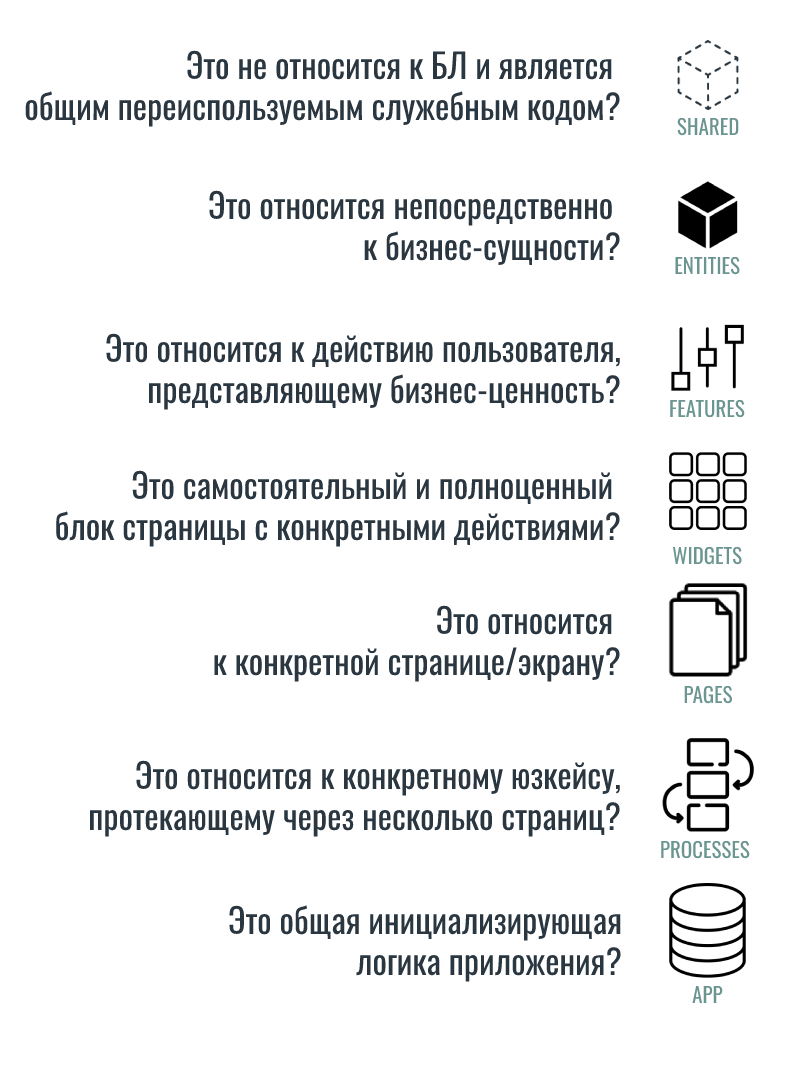 Это не относится к БЛ и является
общим переиспользуемым служебным кодом?
SHARED
Это относится непосредственно
к бизнес-сущности?
ENTITIES
Это относится к действию пользователя,
представляющему бизнес-ценность?
FEATURES
Это самостоятельный и полноценный
блок страницы с конкретными действиями?
WIDGETS
Это относится
к конкретной странице/экрану?
PAGES
Это относится к конкретному юзкейсу,
протекающему через несколько страниц?
PROCESSES
Это общая инициализирующая
логика приложения?
APP